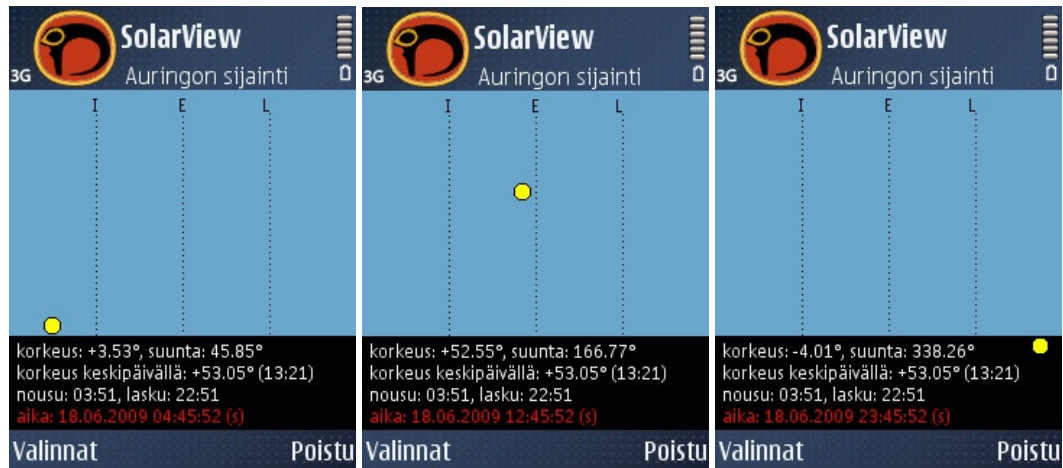 SolarView
3G Auringon sijainti
I E L
korkeus: +3.53°, suunta: 45.85°
korkeus keskipäivällä: +53.05° (13:21)
nousu: 03:51, lasku: 22:51
aika: 18.06.2009 04:45:52 (s)
Valinnat Poistu
SolarView
3G Auringon sijainti
I E L
korkeus: +52.55°, suunta: 166.77°
korkeus keskipäivällä: +53.05° (13:21)
nousu: 03:51, lasku: 22:51
aika: 18.06.2009 12:45:52 (s)
Valinnat Poistu
SolarView
3G Auringon sijainti
I E L
korkeus: -4.01°, suunta: 338.26°
korkeus keskipäivällä: +53.05° (13:21)
nousu: 03:51, lasku: 22:51
aika: 18.06.2009 23:45:52 (s)
Valinnat Poistu